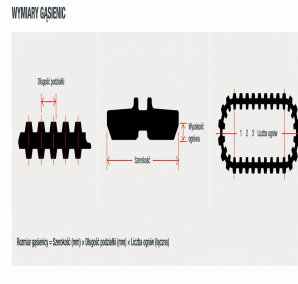 WYMIARY GĄSIENIC
Długość podziałki
Wysokość
ogniwa
Szerokość
1 2 3 Liczba ogniw
Rozmiar gąsienicy = Szerokość (mm) x Długość podziałki (mm) x Liczba ogniw (łączna)